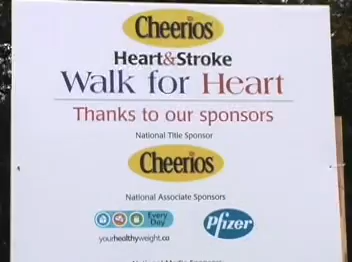 Cheerios
Heart&Stroke
Walk for Heart
Thanks to our sponsors
National Title Sponsor
Cheerios
National Associate Sponsors
Every Day
Pfizer
yourhealthyweight.ca